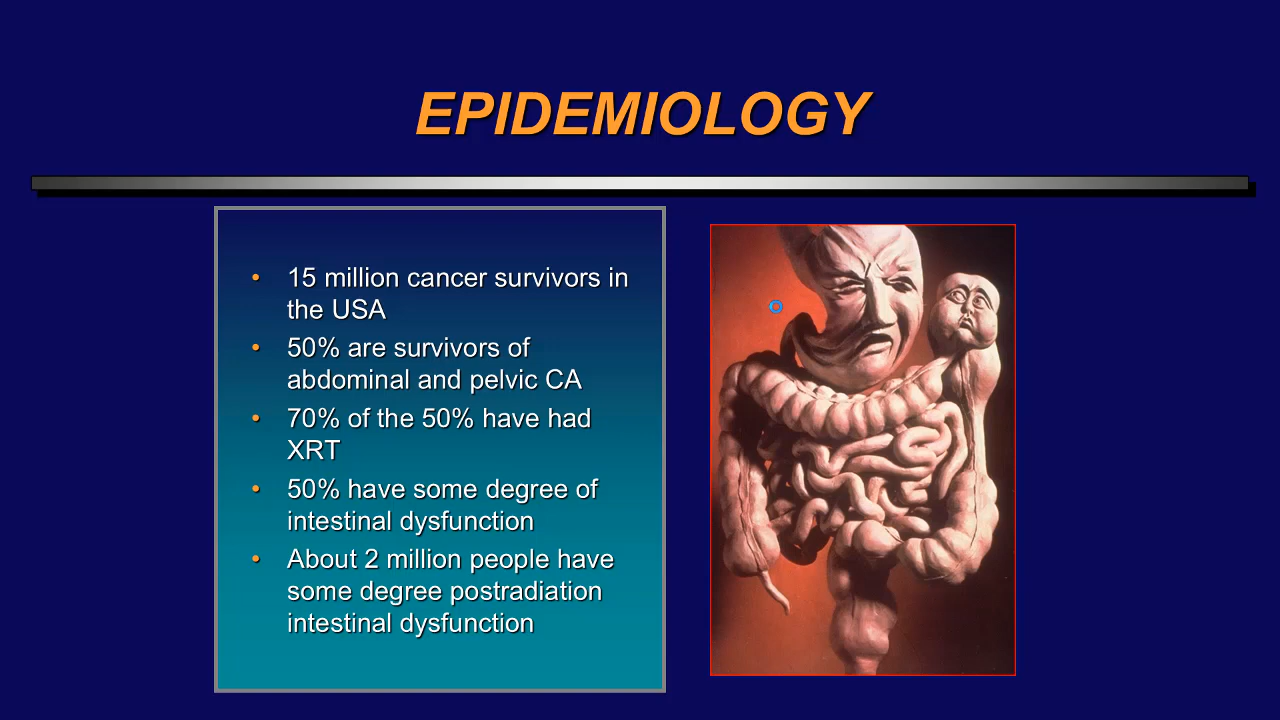 EPIDEMIOLOGY
• 15 million cancer survivors in
the USA
• 50% are survivors of
abdominal and pelvic CA
• 70% of the 50% have had
XRT
• 50% have some degree of
intestinal dysfunction
• About 2 million people have
some degree postradiation
intestinal dysfunction